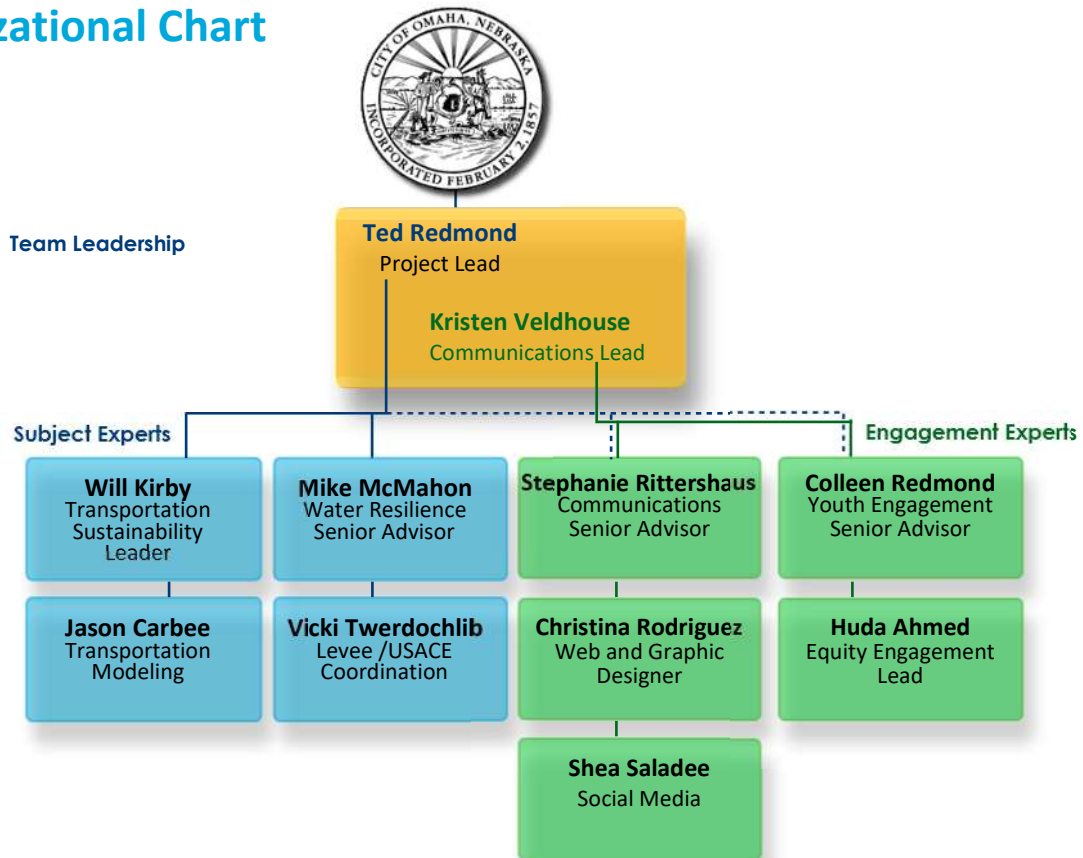 zational Chart
CITY OF OMAHA, NEBRASKA
INCORPORATED FEBRUARY 2, 1857
Team Leadership
Ted Redmond
Project Lead
Kristen Veldhouse
Communications Lead
Subject Experts
Engagement Experts
Will Kirby
Transportation
Sustainability
Leader
Mike McMahon
Water Resilience
Senior Advisor
Stephanie Rittershaus
Communications
Senior Advisor
Colleen Redmond
Youth Engagement
Senior Advisor
Jason Carbee
Transportation
Modeling
Vicki Twerdochlib
Levee /USACE
Coordination
Christina Rodriguez
Web and Graphic
Designer
Huda Ahmed
Equity Engagement
Lead
Shea Saladee
Social Media